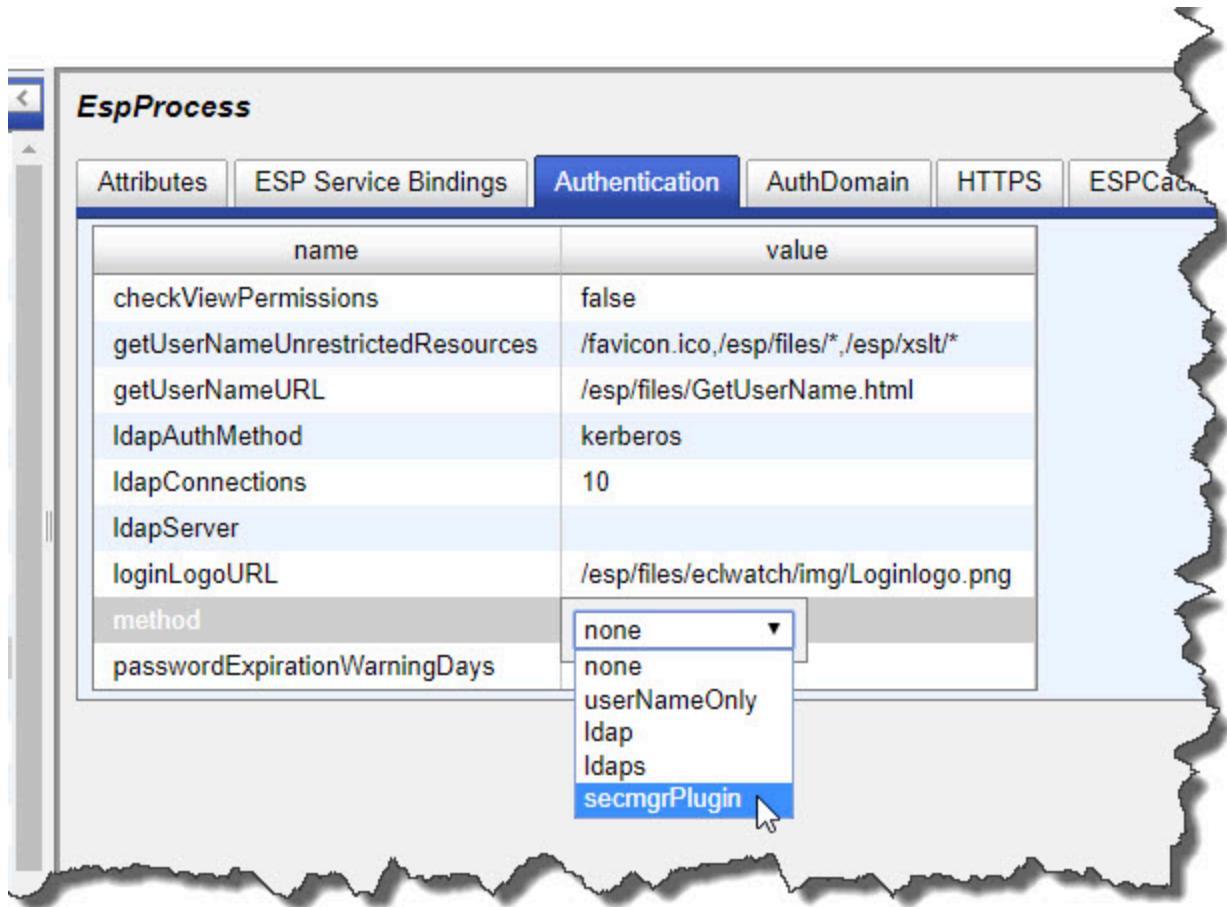 EspProcess
Attributes ESP Service Bindings Authentication AuthDomain HTTPS
name value
checkViewPermissions false
getUserNameUnrestrictedResources /favicon.ico,/esp/files/*,/esp/xslt/*
getUserNameURL /esp/files/GetUserName.html
ldapAuthMethod kerberos
ldapConnections 10
ldapServer
loginLogoURL /esp/files/eclwatch/img/Loginlogo.png
method none
passwordExpirationWarningDays none
userNameOnly
ldap
ldaps
secmgrPlugin